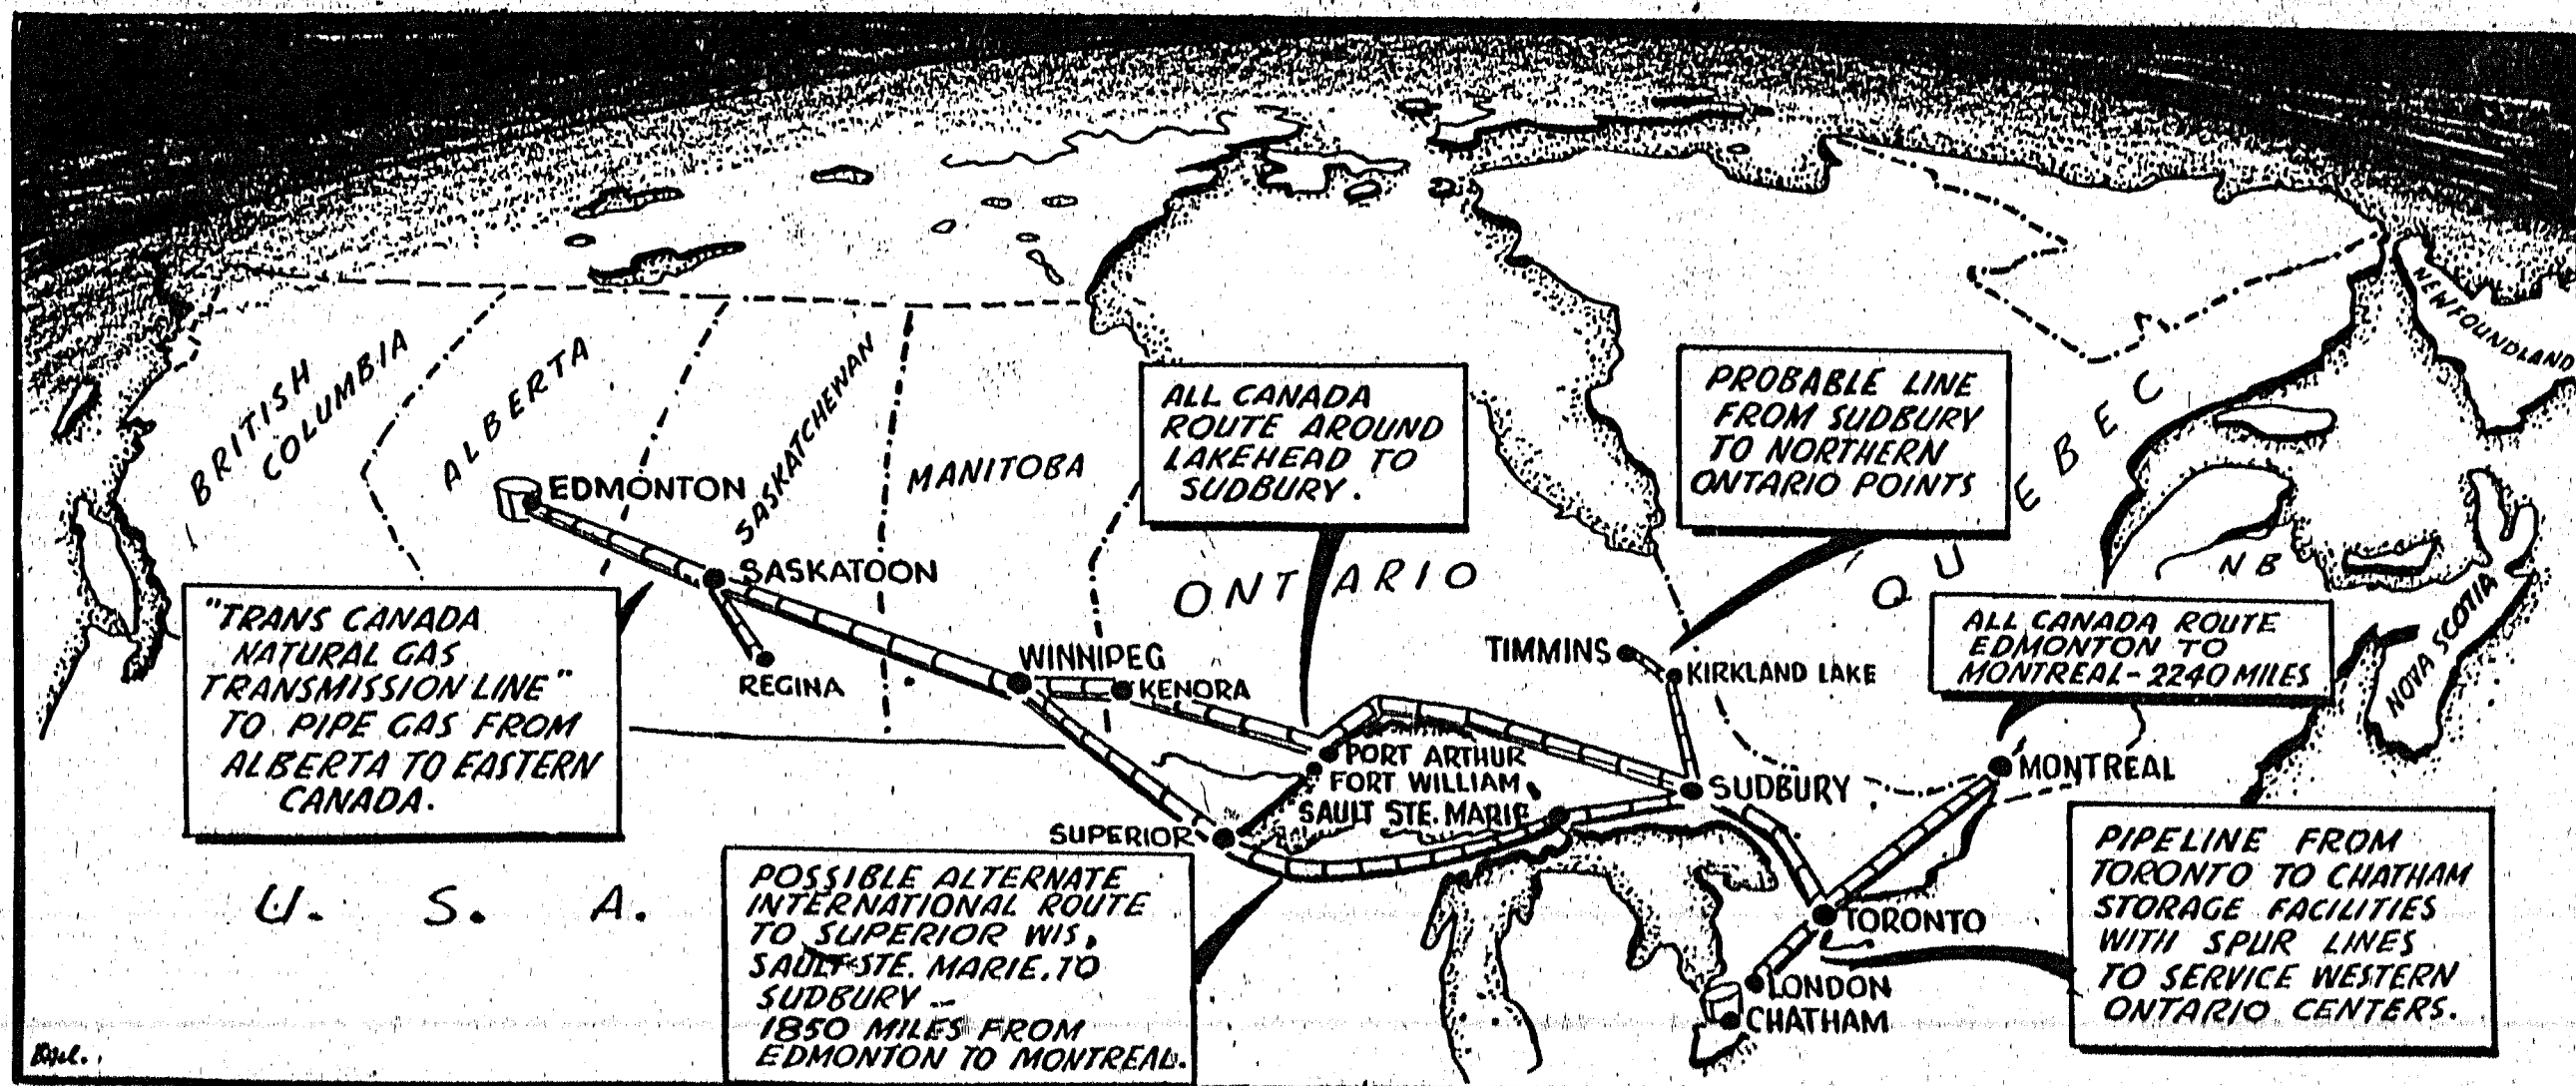 BRITISH
COLUMBIA
ALBERTA
SASKATCHEWAN
MANITOBA
ONTARIO
QUEBEC
NEWFOUNDLAND
N B
NOVA SCOTIA
U. S. A.
EDMONTON
SASKATOON
REGINA
WINNIPEG
KENORA
PORT ARTHUR
FORT WILLIAM
SAULT STE. MARIE
SUPERIOR
TIMMINS
KIRKLAND LAKE
SUDBURY
MONTREAL
TORONTO
LONDON
CHATHAM
ALL CANADA
ROUTE AROUND
LAKEHEAD TO
SUDBURY.
PROBABLE LINE
FROM SUDBURY
TO NORTHERN
ONTARIO POINTS
"TRANS CANADA
NATURAL GAS
TRANSMISSION LINE"
TO PIPE GAS FROM
ALBERTA TO EASTERN
CANADA.
ALL CANADA ROUTE
EDMONTON TO
MONTREAL - 2240 MILES
POSSIBLE ALTERNATE
INTERNATIONAL ROUTE
TO SUPERIOR WIS,
SAULT STE. MARIE. TO
SUDBURY -
1850 MILES FROM
EDMONTON TO MONTREAL.
PIPELINE FROM
TORONTO TO CHATHAM
STORAGE FACILITIES
WITH SPUR LINES
TO SERVICE WESTERN
ONTARIO CENTERS.